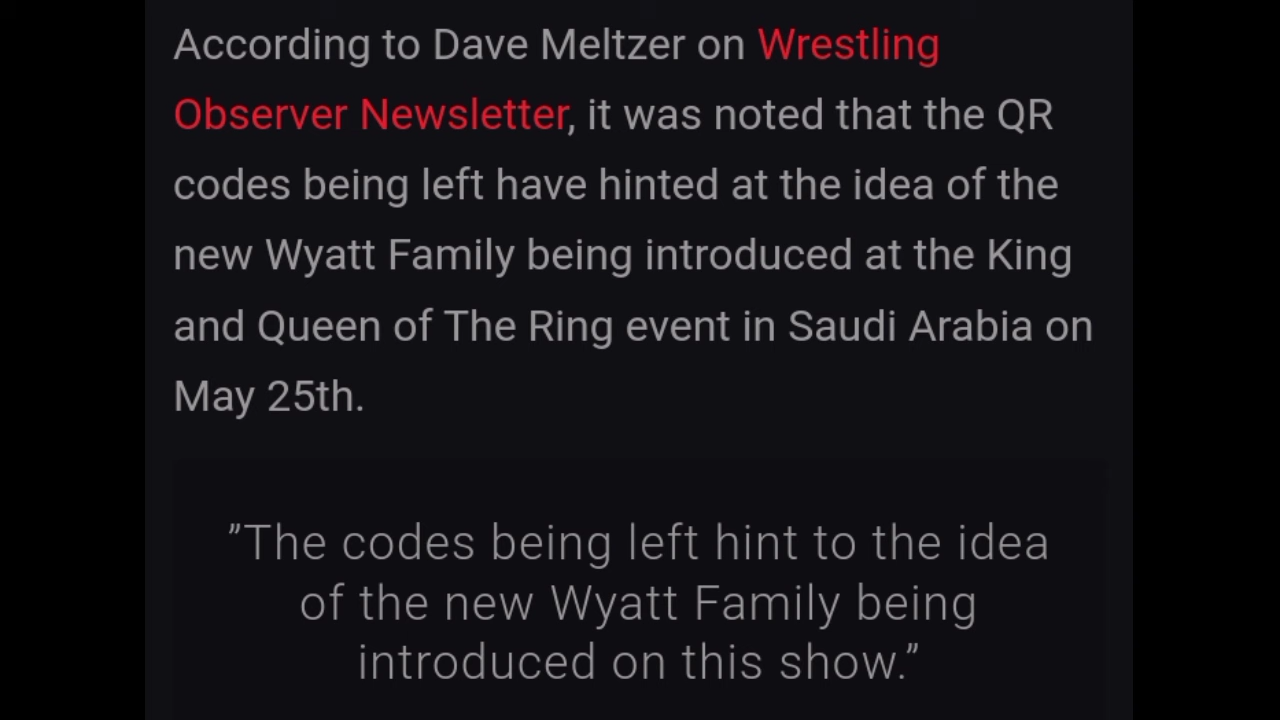 According to Dave Meltzer on Wrestling
Observer Newsletter, it was noted that the QR
codes being left have hinted at the idea of the
new Wyatt Family being introduced at the King
and Queen of The Ring event in Saudi Arabia on
May 25th.
”The codes being left hint to the idea
of the new Wyatt Family being
introduced on this show.”